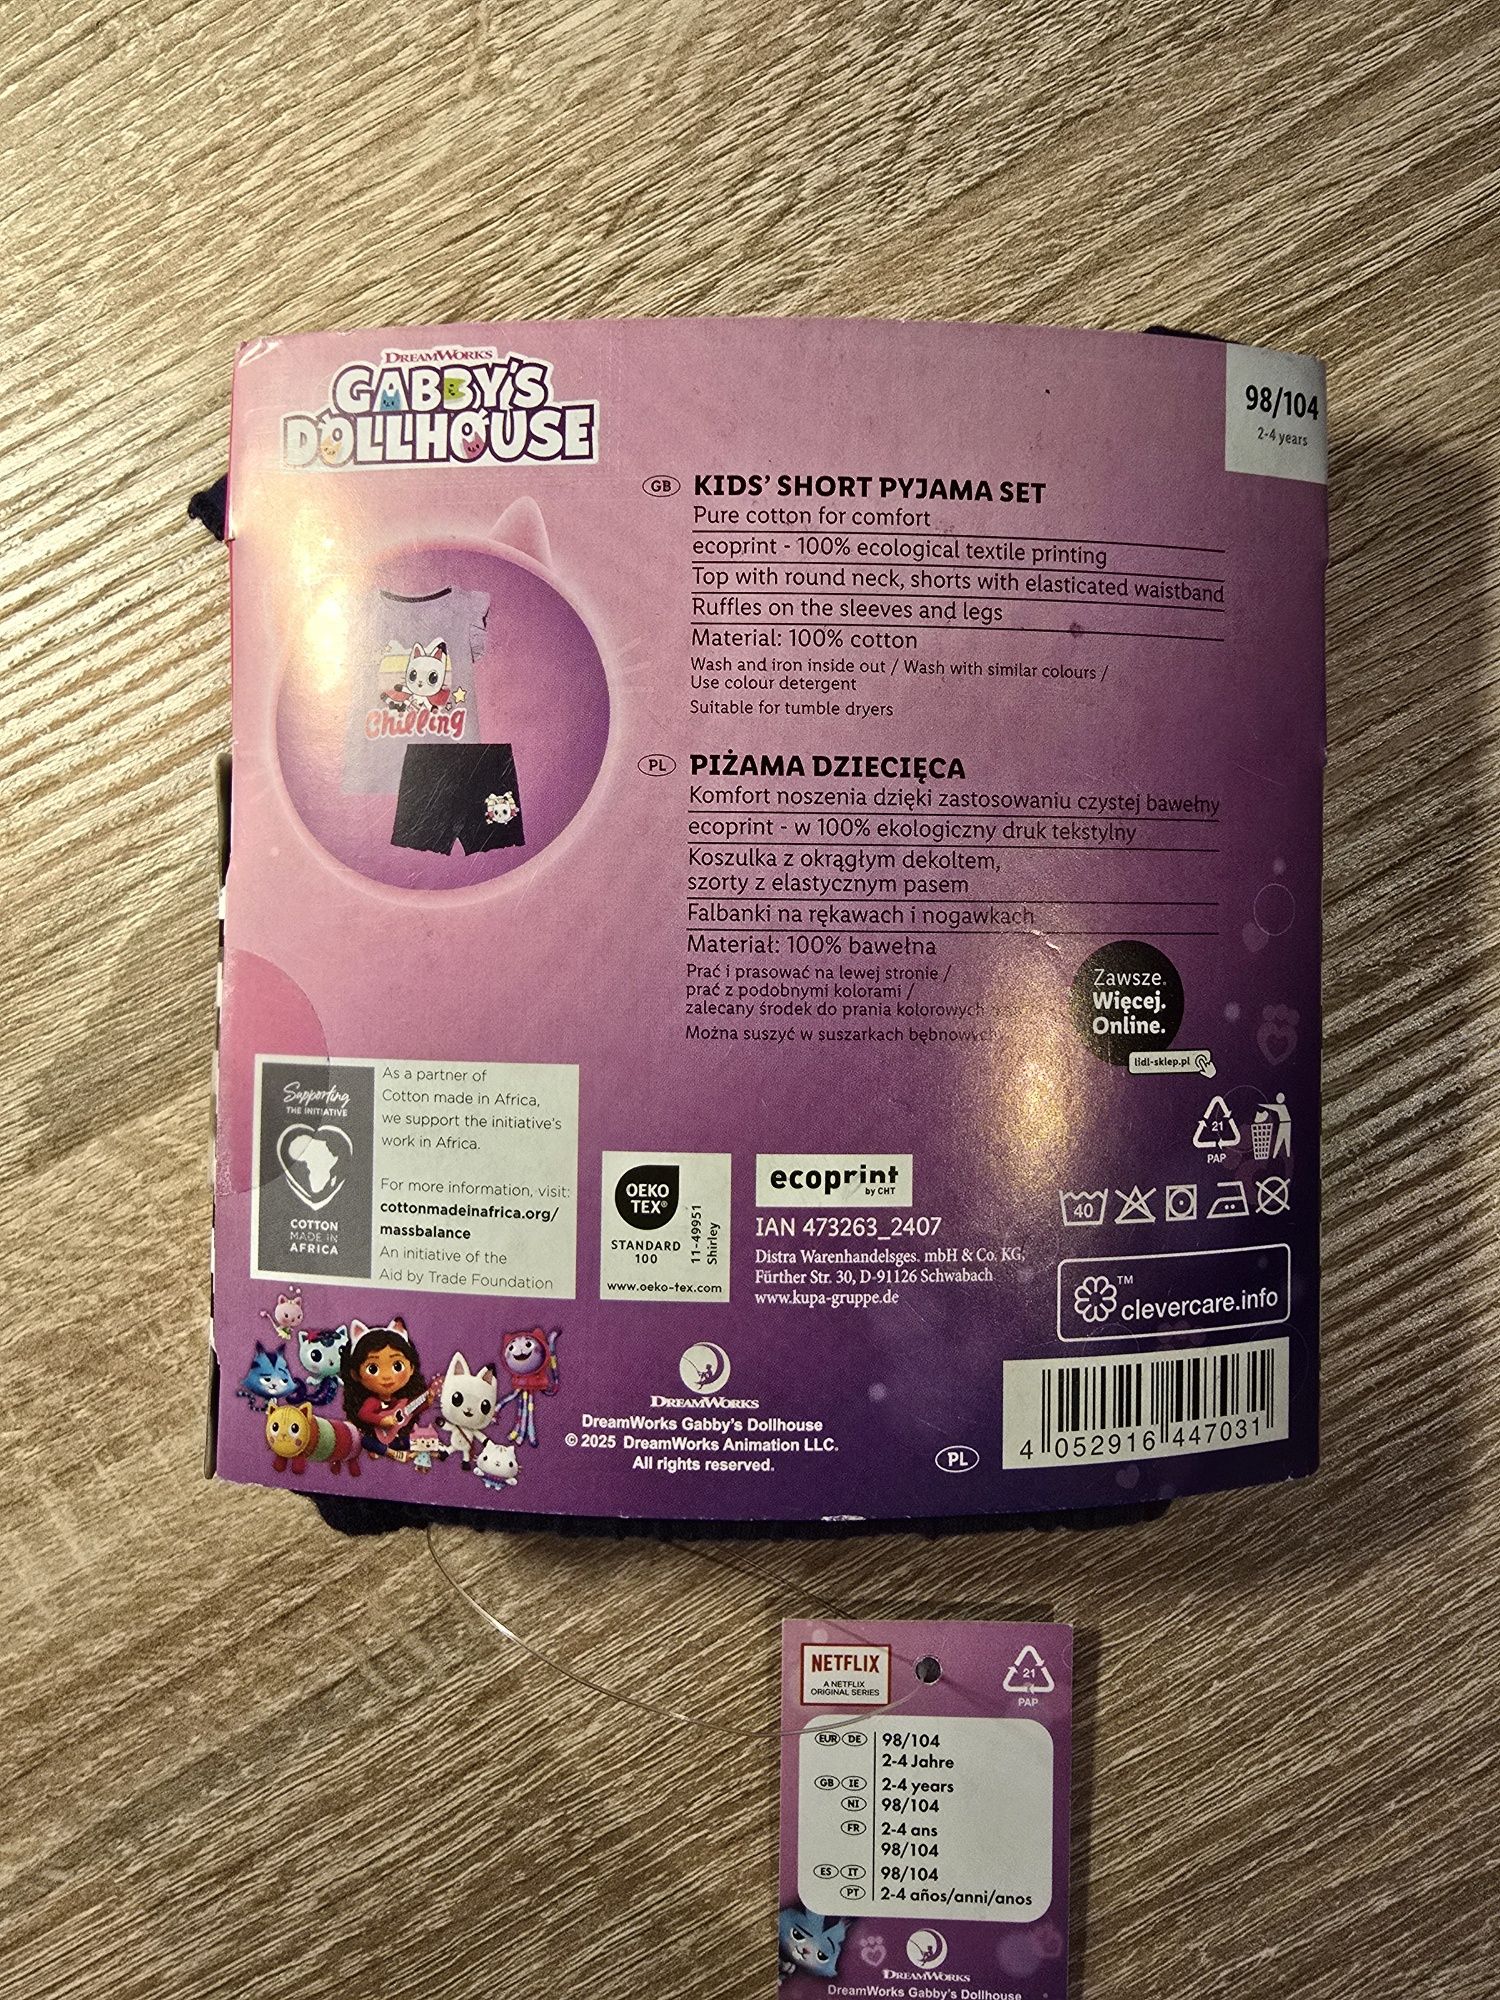 DREAMWORKS
GABBY'S
DOLLHOUSE
98/104
2-4 years
GB KIDS' SHORT PYJAMA SET
Pure cotton for comfort
ecoprint - 100% ecological textile printing
Top with round neck, shorts with elasticated waistband
Ruffles on the sleeves and legs
Material: 100% cotton
Wash and iron inside out / Wash with similar colours /
Use colour detergent
Suitable for tumble dryers
Chilling
PL PIŻAMA DZIECIĘCA
Komfort noszenia dzięki zastosowaniu czystej bawełny
ecoprint - w 100% ekologiczny druk tekstylny
Koszulka z okrągłym dekoltem,
szorty z elastycznym pasem
Falbanki na rękawach i nogawkach
Materiał: 100% bawełna
Prać i prasować na lewej stronie /
prać z podobnymi kolorami /
zalecany środek do prania kolorowych
Można suszyć w suszarkach bębnowych
Zawsze.
Więcej.
Online.
lidl-sklep.pl
Supporting
THE INITIATIVE
COTTON
MADE IN
AFRICA
As a partner of
Cotton made in Africa,
we support the initiative's
work in Africa.
For more information, visit:
cottonmadeinafrica.org/
massbalance
An initiative of the
Aid by Trade Foundation
OEKO
TEX®
STANDARD
100
11-49951
Shirley
www.oeko-tex.com
ecoprint
by CHT
IAN 473263_2407
Distra Warenhandelsges. mbH & Co. KG,
Fürther Str. 30, D-91126 Schwabach
www.kupa-gruppe.de
21
PAP
40
™
clevercare.info
DREAMWORKS
DreamWorks Gabby's Dollhouse
© 2025 DreamWorks Animation LLC.
All rights reserved.
PL
4 052916 447031
NETFLIX
A NETFLIX
ORIGINAL SERIES
21
PAP
EUR DE 98/104
2-4 Jahre
GB IE 2-4 years
NI 98/104
FR 2-4 ans
98/104
ES IT 98/104
PT 2-4 años/anni/anos
DREAMWORKS
DreamWorks Gabby's Dollhouse